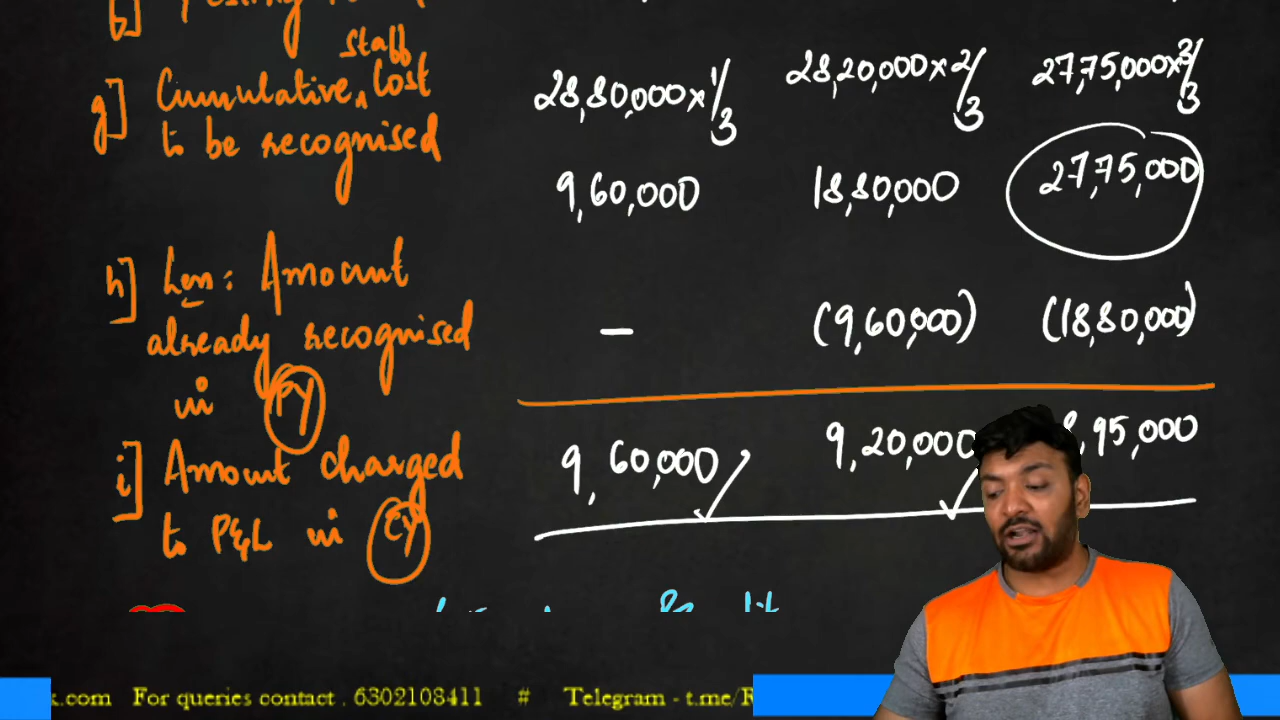 staff
28,80,000 x 1/3 28,20,000 x 2/3 27,75,000 x 3/3
g] Cumulative ^ Cost
to be recognised
9,60,000 18,80,000 27,75,000
h] Less: Amount
already recognised
in PY
— (9,60,000) (18,80,000)
i] Amount charged
to P&L in CY
9,60,000 9,20,000 ,95,000
k.com For queries contact . 6302108411 # Telegram - t.me/R